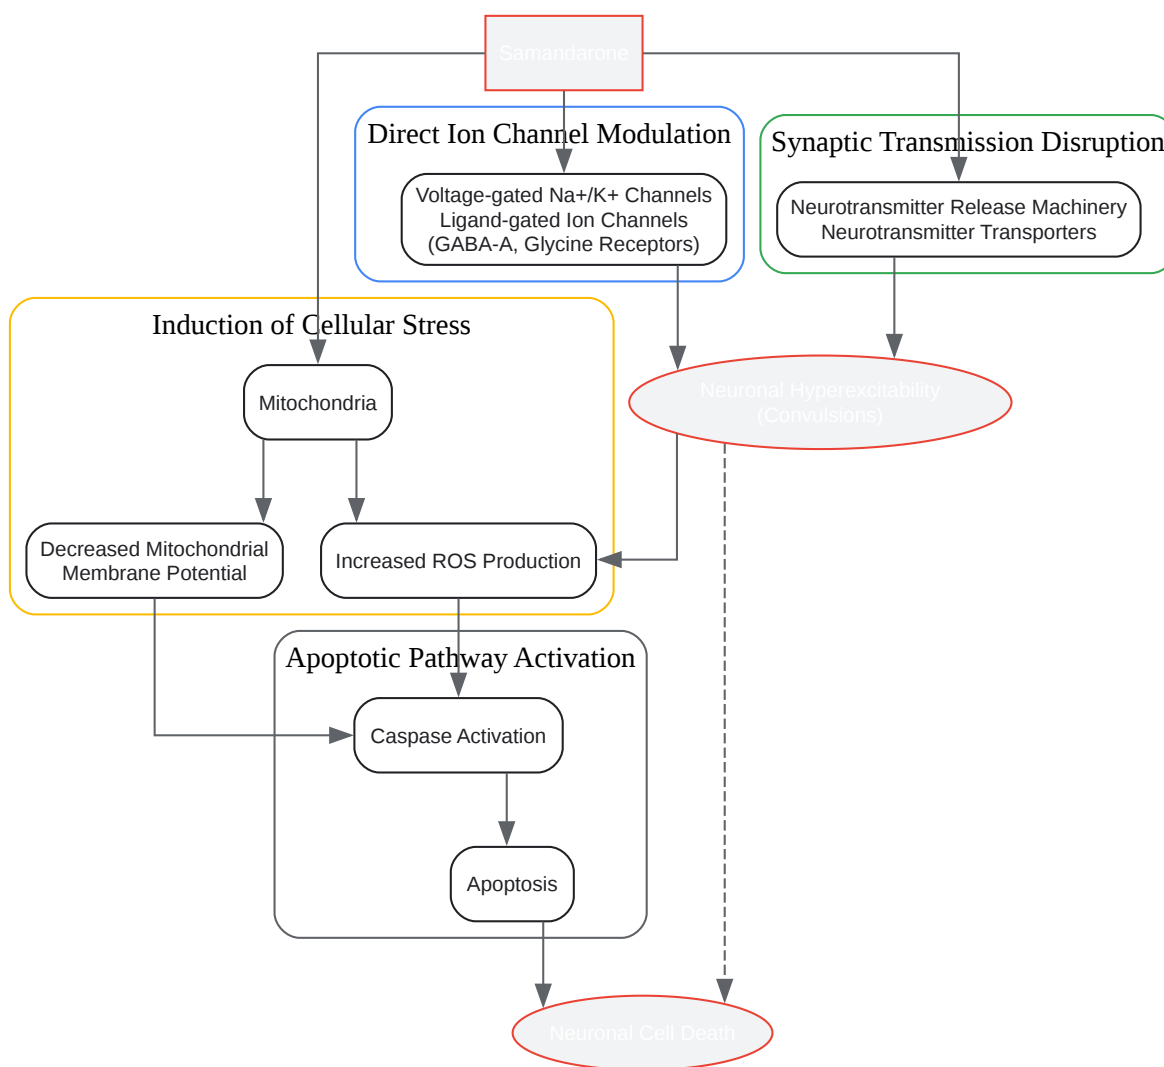 Samandarone
Direct Ion Channel Modulation
Synaptic Transmission Disruption
Voltage-gated Na+/K+ Channels
Ligand-gated Ion Channels
(GABA-A, Glycine Receptors)
Neurotransmitter Release Machinery
Neurotransmitter Transporters
Induction of Cellular Stress
Mitochondria
Neuronal Hyperexcitability
(Convulsions)
Decreased Mitochondrial
Membrane Potential
Increased ROS Production
Apoptotic Pathway Activation
Caspase Activation
Apoptosis
Neuronal Cell Death